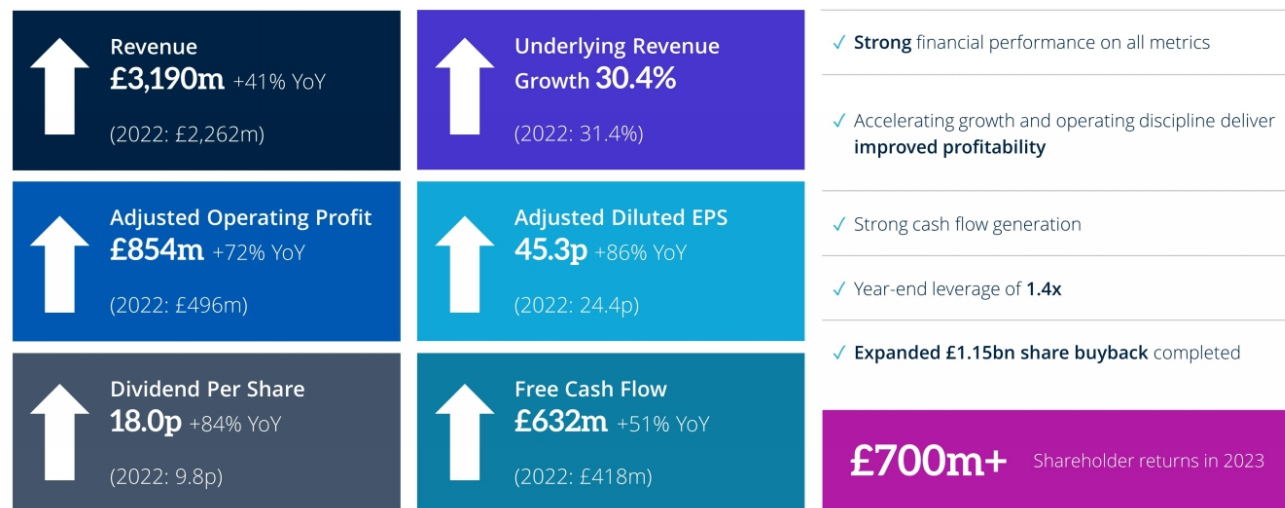 Revenue
£3,190m +41% YoY
(2022: £2,262m)
Underlying Revenue
Growth 30.4%
(2022: 31.4%)
Adjusted Operating Profit
£854m +72% YoY
(2022: £496m)
Adjusted Diluted EPS
45.3p +86% YoY
(2022: 24.4p)
Dividend Per Share
18.0p +84% YoY
(2022: 9.8p)
Free Cash Flow
£632m +51% YoY
(2022: £418m)
✓ Strong financial performance on all metrics
✓ Accelerating growth and operating discipline deliver
improved profitability
✓ Strong cash flow generation
✓ Year-end leverage of 1.4x
✓ Expanded £1.15bn share buyback completed
£700m+ Shareholder returns in 2023